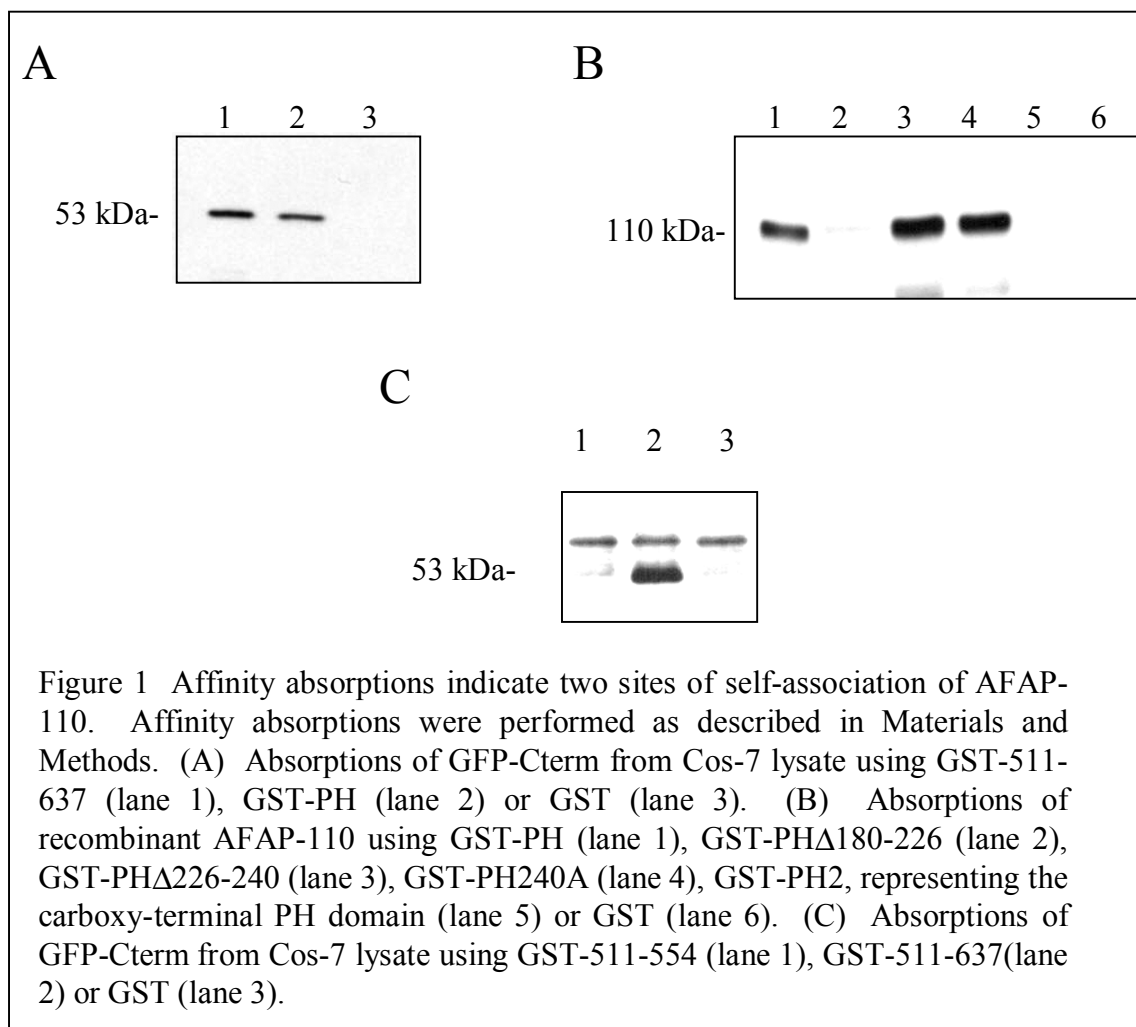 A
1 2 3
53 kDa-
B
1 2 3 4 5 6
110 kDa-
C
1 2 3
53 kDa-
Figure 1 Affinity absorptions indicate two sites of self-association of AFAP-
110. Affinity absorptions were performed as described in Materials and
Methods. (A) Absorptions of GFP-Cterm from Cos-7 lysate using GST-511-
637 (lane 1), GST-PH (lane 2) or GST (lane 3). (B) Absorptions of
recombinant AFAP-110 using GST-PH (lane 1), GST-PHΔ180-226 (lane 2),
GST-PHΔ226-240 (lane 3), GST-PH240A (lane 4), GST-PH2, representing the
carboxy-terminal PH domain (lane 5) or GST (lane 6). (C) Absorptions of
GFP-Cterm from Cos-7 lysate using GST-511-554 (lane 1), GST-511-637(lane
2) or GST (lane 3).